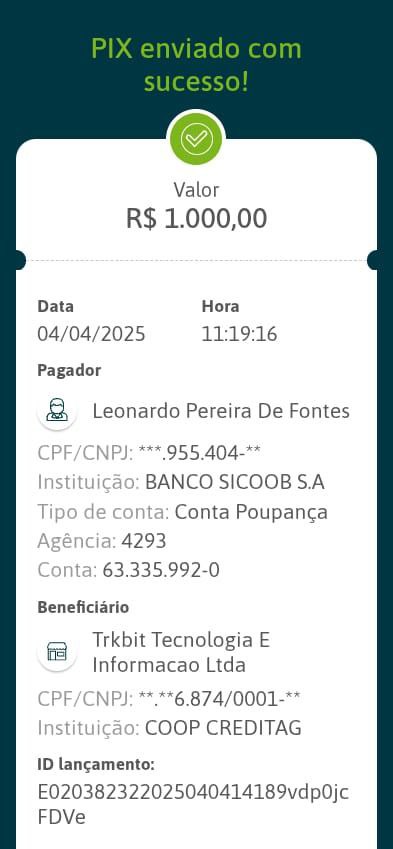 PIX enviado com
sucesso!
Valor
R$ 1.000,00
Data Hora
04/04/2025 11:19:16
Pagador
Leonardo Pereira De Fontes
CPF/CNPJ: ***.955.404-**
Instituição: BANCO SICOOB S.A
Tipo de conta: Conta Poupança
Agência: 4293
Conta: 63.335.992-0
Beneficiário
Trkbit Tecnologia E
Informacao Ltda
CPF/CNPJ: **.**6.874/0001-**
Instituição: COOP CREDITAG
ID lançamento:
E020382322025040414189vdp0jc
FDVe